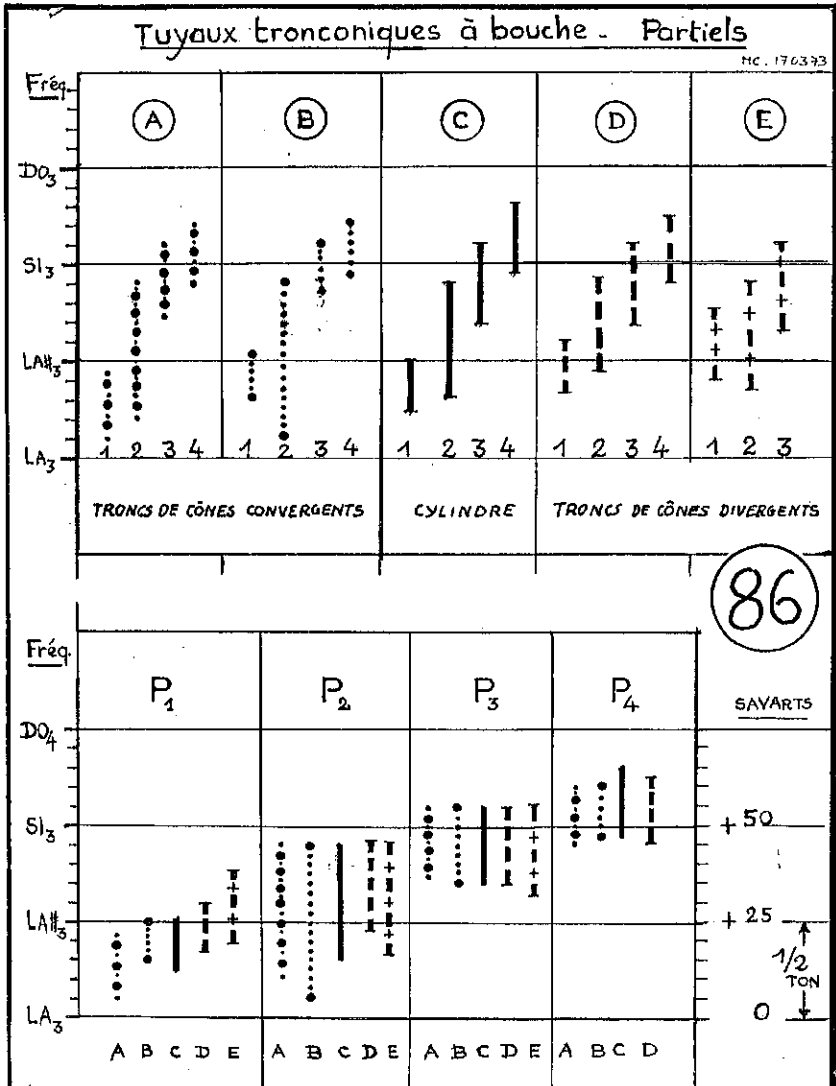 Tuyaux tronconiques à bouche - Partiels
MC. 170373
Fréq.
A B C D E
DO3
SI3
LA#3
LA3
1 2 3 4 1 2 3 4 1 2 3 4 1 2 3 4 1 2 3
TRONCS DE CÔNES CONVERGENTS CYLINDRE TRONCS DE CÔNES DIVERGENTS
86
Fréq.
P1 P2 P3 P4
SAVARTS
DO4
SI3 + 50
LA#3 + 25
1/2
TON
LA3 0
A B C D E A B C D E A B C D E A B C D